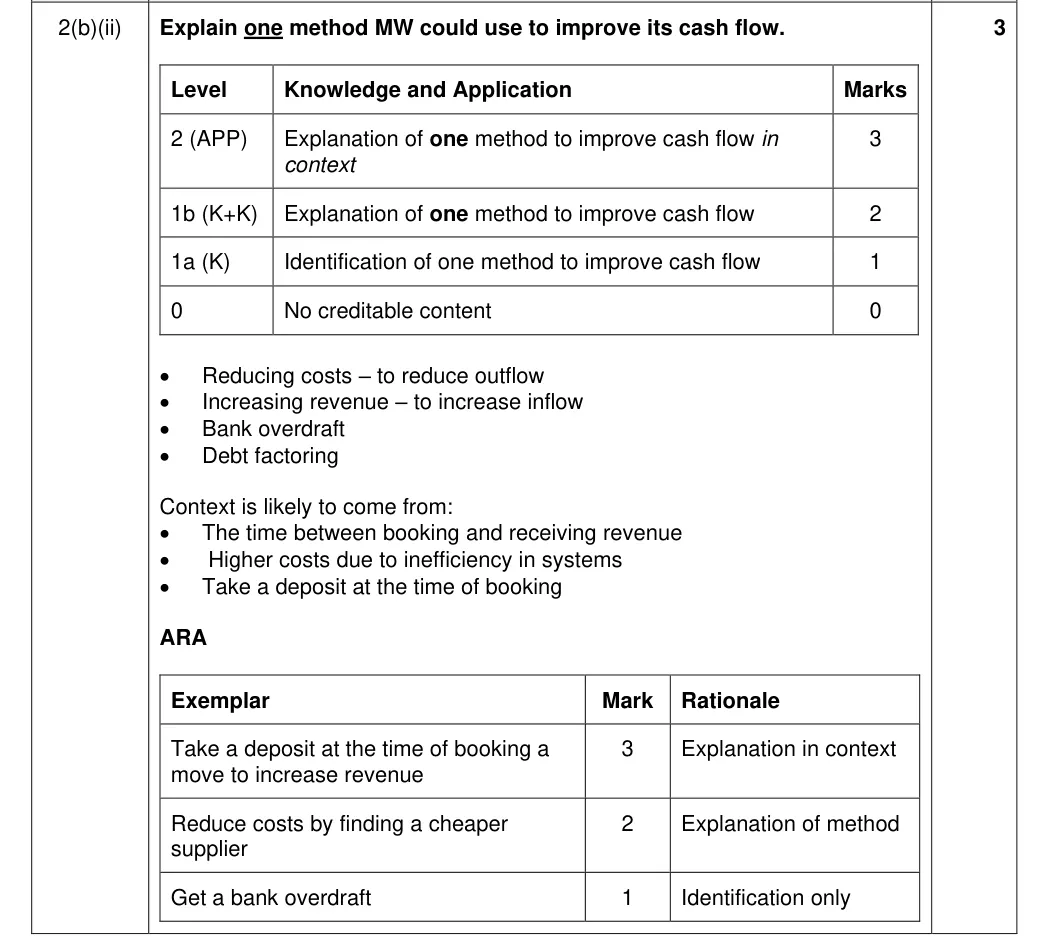 2(b)(ii) Explain one method MW could use to improve its cash flow. 3
Level Knowledge and Application Marks
2 (APP) Explanation of one method to improve cash flow in 3
context
1b (K+K) Explanation of one method to improve cash flow 2
1a (K) Identification of one method to improve cash flow 1
0 No creditable content 0
• Reducing costs – to reduce outflow
• Increasing revenue – to increase inflow
• Bank overdraft
• Debt factoring
Context is likely to come from:
• The time between booking and receiving revenue
• Higher costs due to inefficiency in systems
• Take a deposit at the time of booking
ARA
Exemplar Mark Rationale
Take a deposit at the time of booking a 3 Explanation in context
move to increase revenue
Reduce costs by finding a cheaper 2 Explanation of method
supplier
Get a bank overdraft 1 Identification only